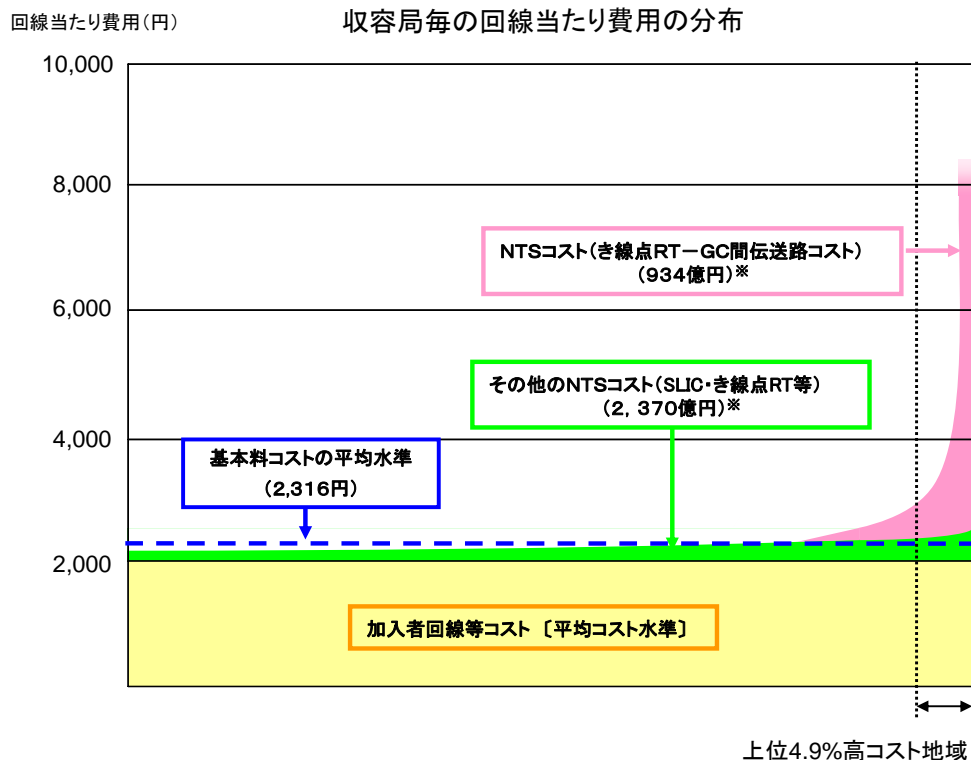 回線当たり費用(円)
収容局毎の回線当たり費用の分布
10,000
8,000
NTSコスト(き線点RT－GC間伝送路コスト)
(934億円)※
6,000
その他のNTSコスト(SLIC・き線点RT等)
(2，370億円)※
4,000
基本料コストの平均水準
(2,316円)
2,000
加入者回線等コスト〔平均コスト水準〕
上位4.9%高コスト地域